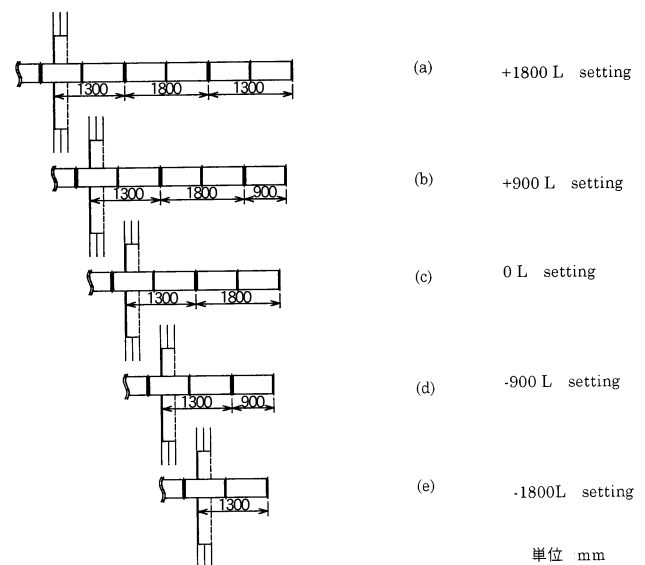 1300 1800 1300
(a) +1800 L setting
1300 1800 900
(b) +900 L setting
1300 1800
(c) 0 L setting
1300 900
(d) -900 L setting
1300
(e) -1800L setting
単位 mm